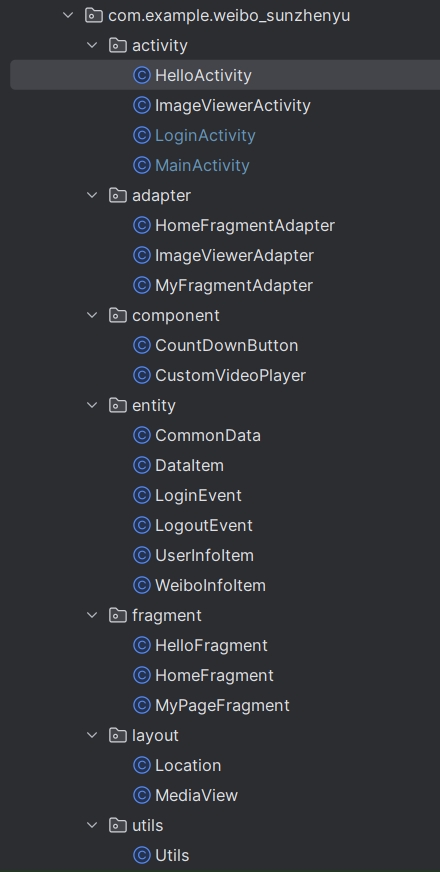 com.example.weibo_sunzhenyu
activity
HelloActivity
ImageViewerActivity
LoginActivity
MainActivity
adapter
HomeFragmentAdapter
ImageViewerAdapter
MyFragmentAdapter
component
CountDownButton
CustomVideoPlayer
entity
CommonData
DataItem
LoginEvent
LogoutEvent
UserInfoItem
WeiboInfoItem
fragment
HelloFragment
HomeFragment
MyPageFragment
layout
Location
MediaView
utils
Utils